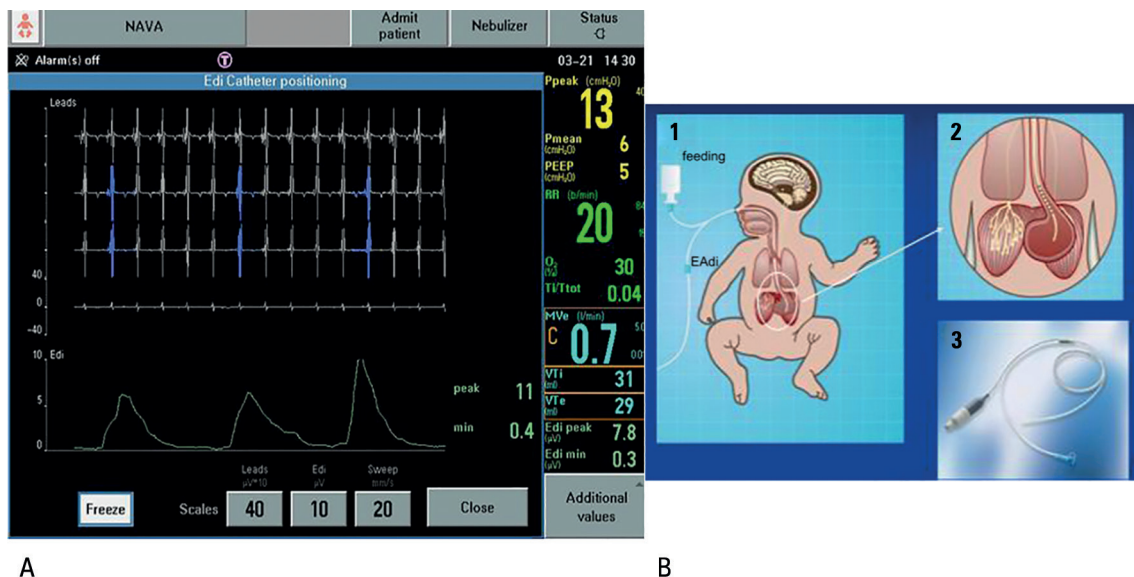 NAVA
Admit
patient
Nebulizer
Status
Alarm(s) off
T
03-21 14 30
Edi Catheter positioning
Leads
40
0
-40
10
Edi
5
0
peak 11
min 0.4
Leads
µV*10
Edi
µV
Sweep
mm/s
Freeze
Scales
40
10
20
Close
Ppeak (cmH₂O)
40
13
Pmean
(cmH₂O)
6
PEEP
(cmH₂O)
5
RR (b/min)
20
O₂
(%)
30
Ti/Ttot
0.04
MVe (l/min)
C
0.7
VTi
(ml)
31
VTe
(ml)
29
Edi peak
(µV)
7.8
Edi min
(µV)
0.3
Additional
values
A
1
feeding
EAdi
2
3
B